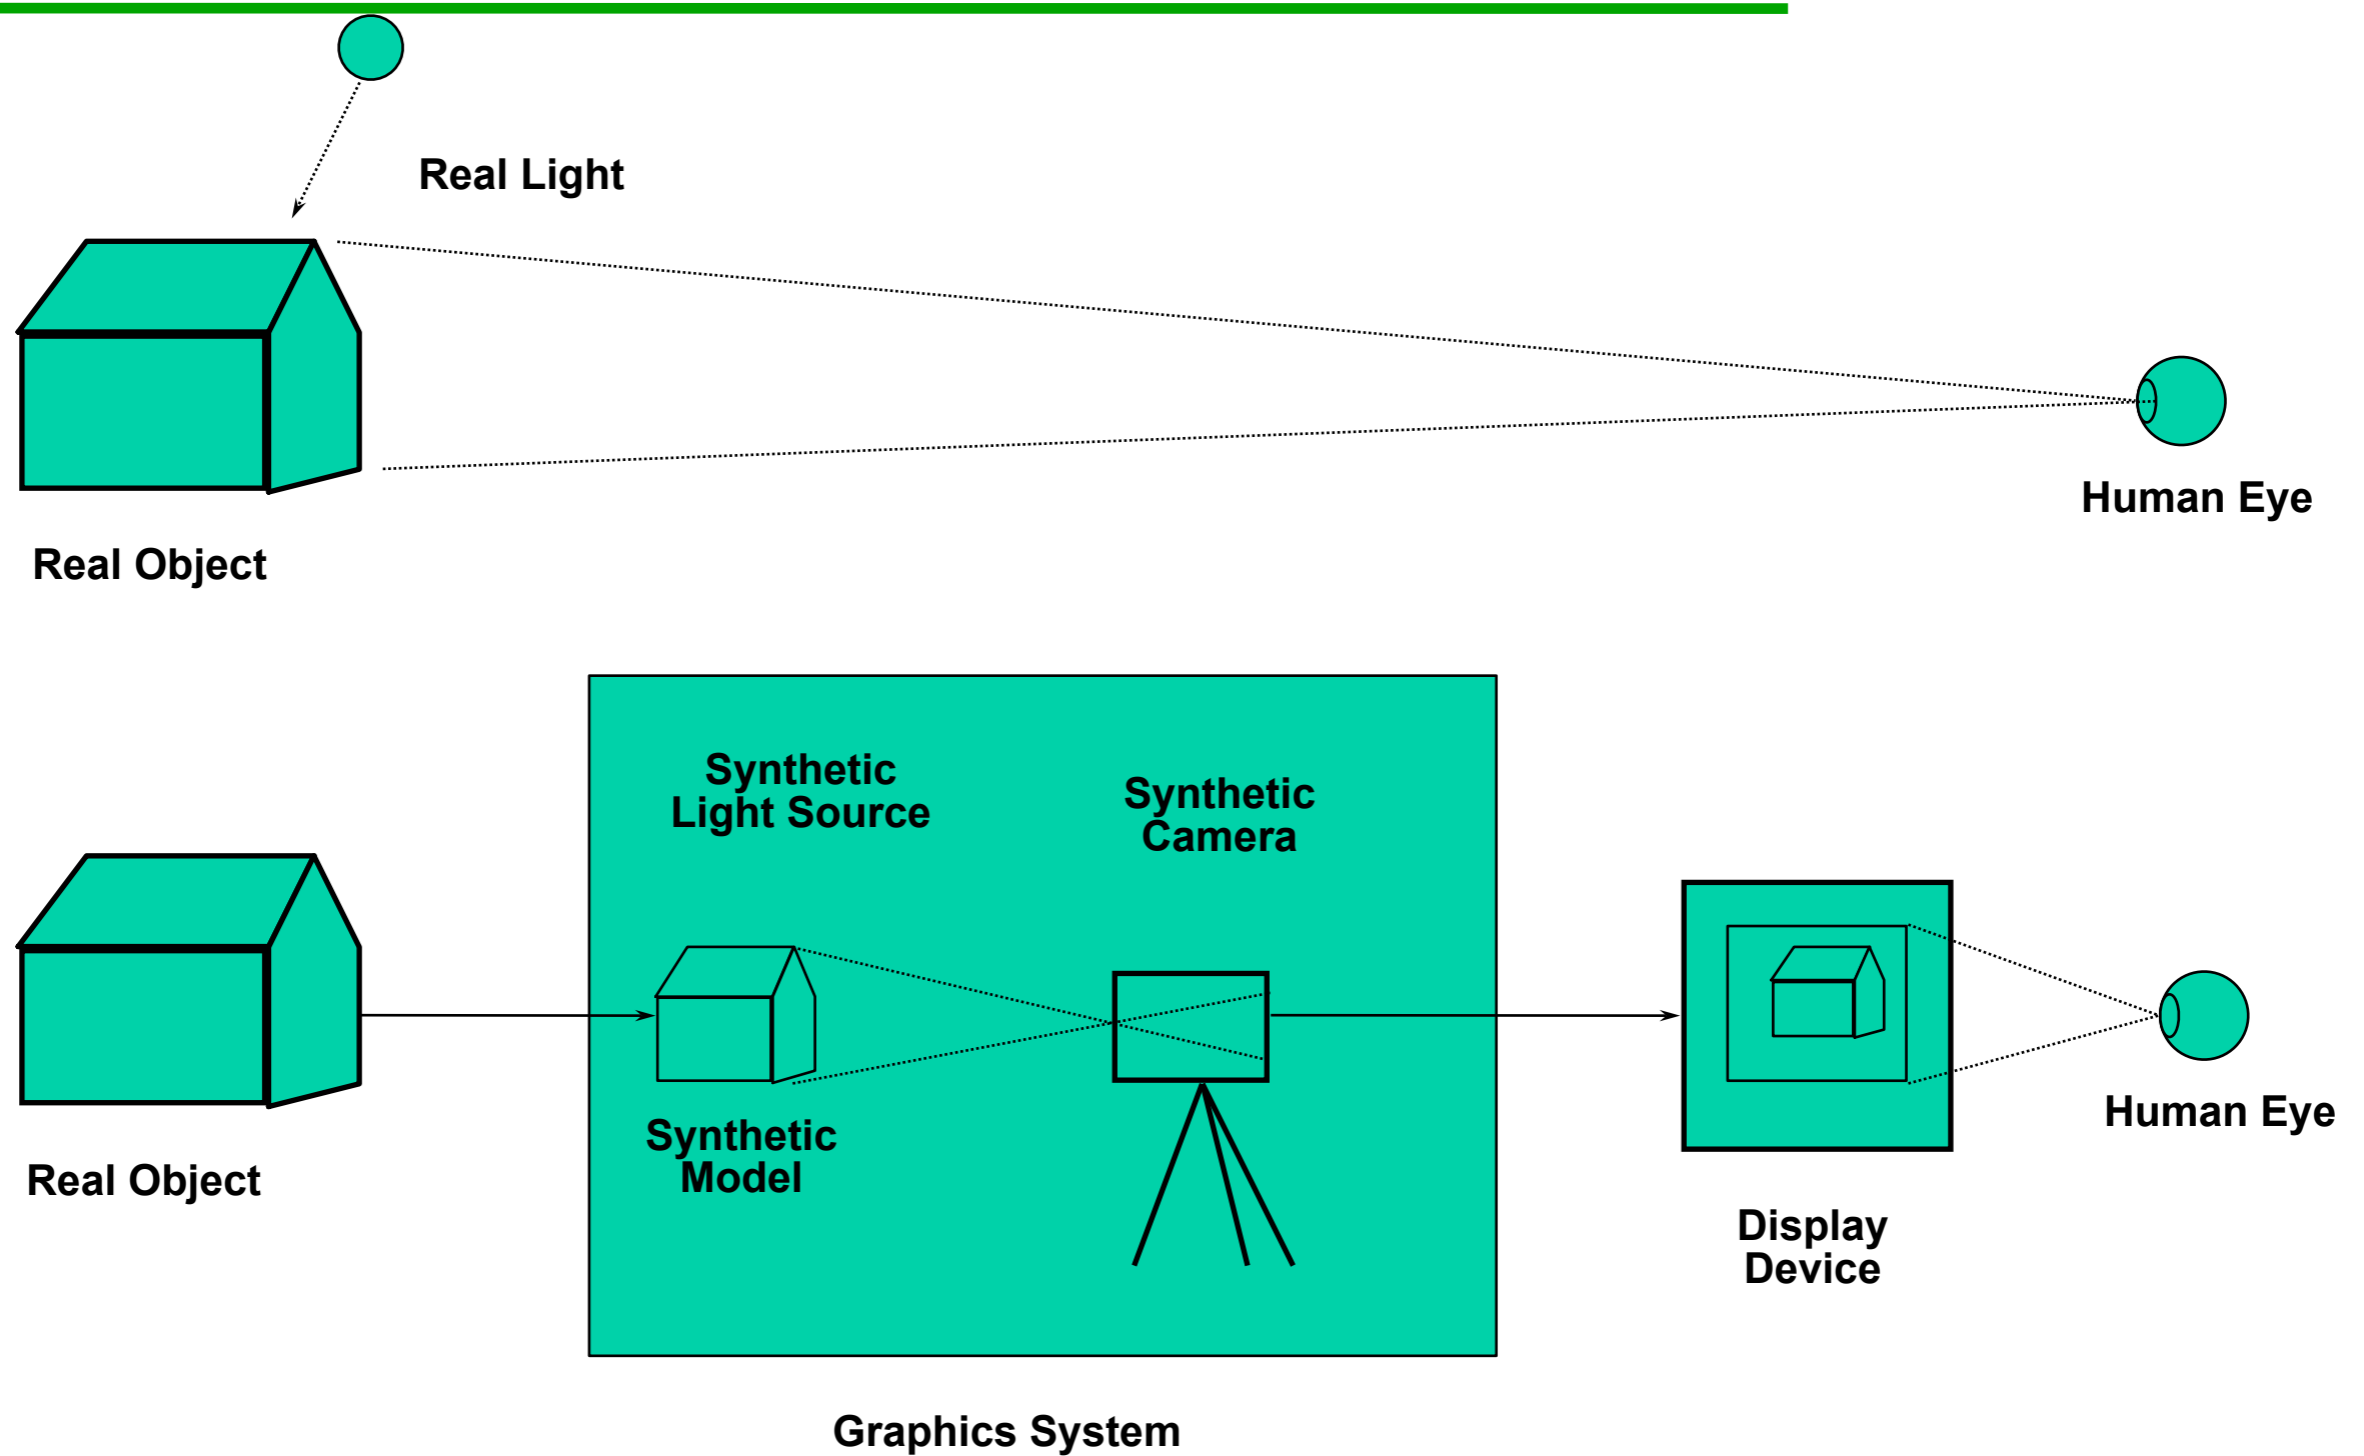 Real Light
Human Eye
Real Object
Synthetic
Light Source
Synthetic
Camera
Synthetic
Model
Human Eye
Real Object
Display
Device
Graphics System